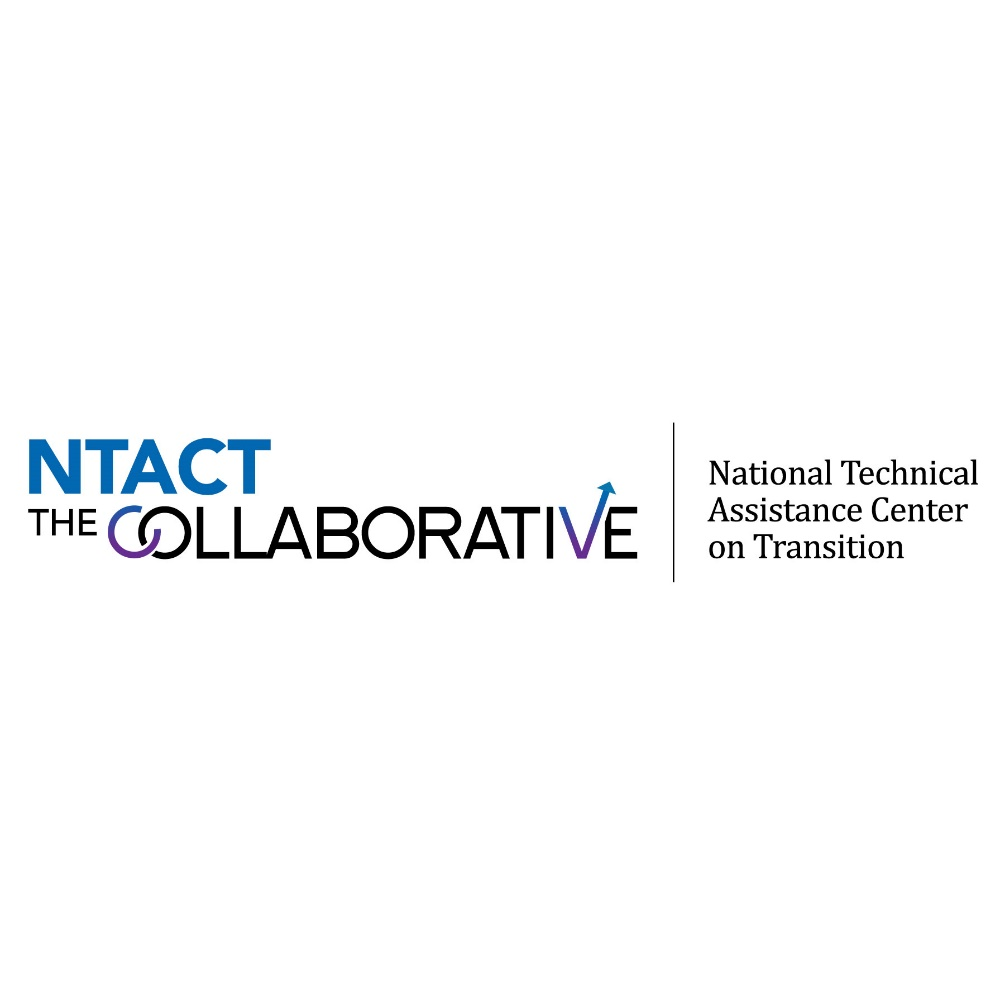 NTACT
THE COLLABORATIVE
National Technical
Assistance Center
on Transition